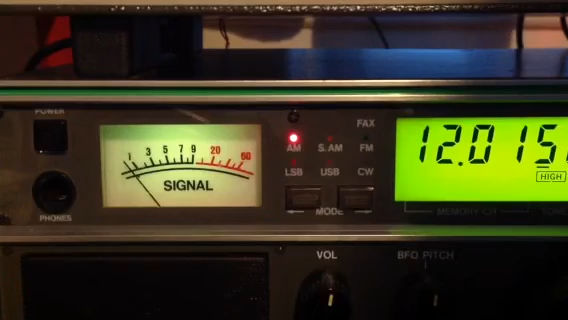 POWER
PHONES
1 3 5 7 9 20 60
SIGNAL
FAX
AM S.AM FM
LSB USB CW
MODE
12.015
HIGH
MEMORY CH
VOL
BFO PITCH